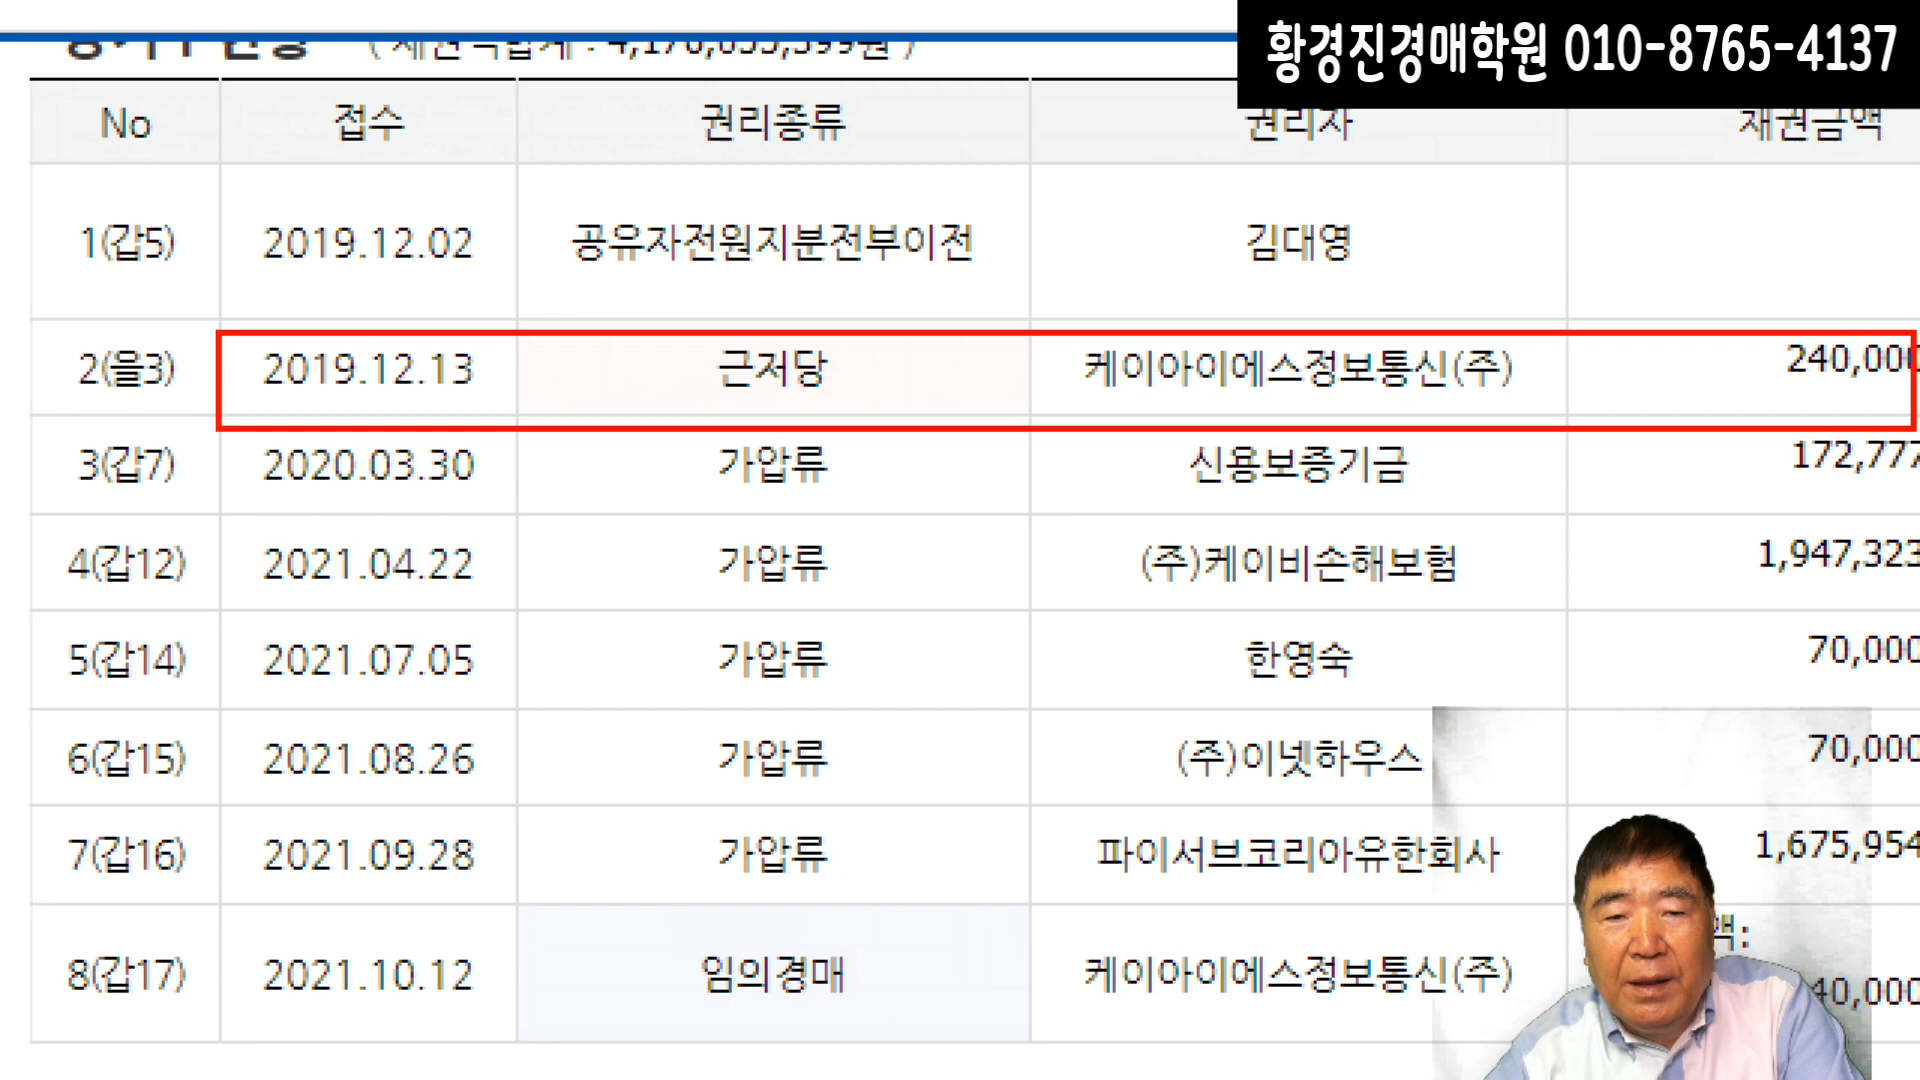 황경진경매학원 010-8765-4137
No 접수 권리종류 권리자 채권금액
1(갑5) 2019.12.02 공유자전원지분전부이전 김대영
2(을3) 2019.12.13 근저당 케이아이에스정보통신(주) 240,000
3(갑7) 2020.03.30 가압류 신용보증기금 172,777
4(갑12) 2021.04.22 가압류 (주)케이비손해보험 1,947,323
5(갑14) 2021.07.05 가압류 한영숙 70,000
6(갑15) 2021.08.26 가압류 (주)이넷하우스 70,000
7(갑16) 2021.09.28 가압류 파이서브코리아유한회사 1,675,954
액:
8(갑17) 2021.10.12 임의경매 케이아이에스정보통신(주) 40,000